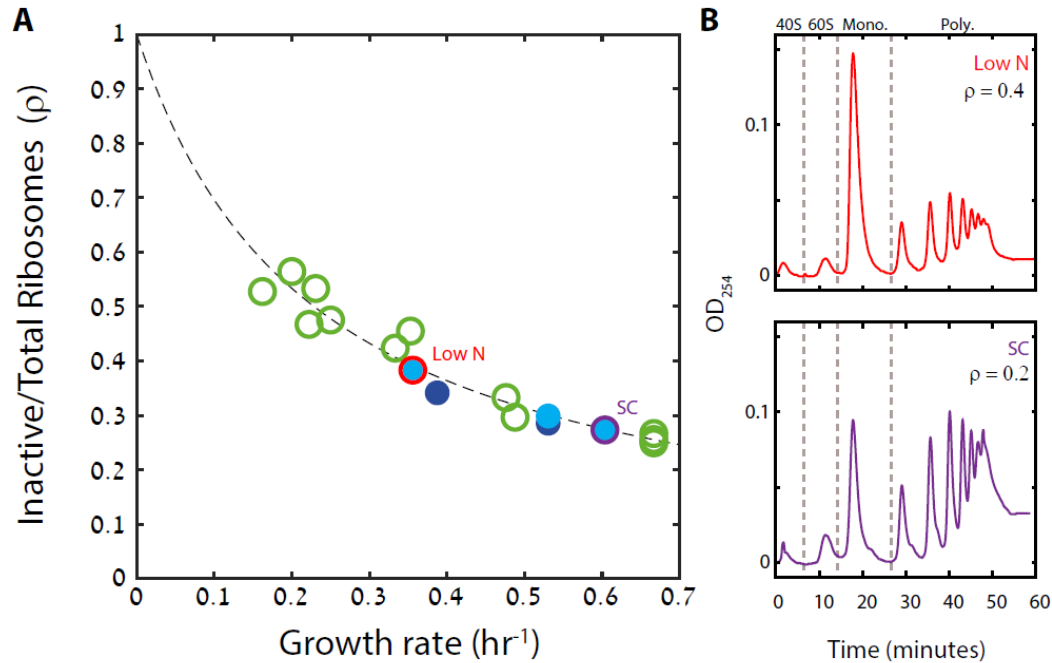 A
Inactive/Total Ribosomes (ρ)
1
0.9
0.8
0.7
0.6
0.5
0.4
0.3
0.2
0.1
0
Low N
SC
0 0.1 0.2 0.3 0.4 0.5 0.6 0.7
Growth rate (hr⁻¹)
B
40S 60S Mono. Poly.
Low N
ρ = 0.4
0.1
0
OD₂₅₄
SC
ρ = 0.2
0.1
0
0 10 20 30 40 50 60
Time (minutes)